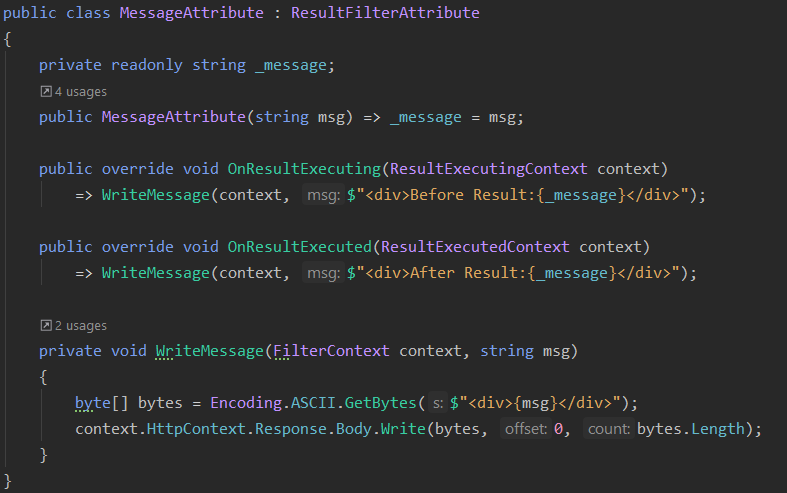 public class MessageAttribute : ResultFilterAttribute
{
    private readonly string _message;
    4 usages
    public MessageAttribute(string msg) => _message = msg;

    public override void OnResultExecuting(ResultExecutingContext context)
        => WriteMessage(context, msg: $"<div>Before Result:{_message}</div>");

    public override void OnResultExecuted(ResultExecutedContext context)
        => WriteMessage(context, msg: $"<div>After Result:{_message}</div>");

    2 usages
    private void WriteMessage(FilterContext context, string msg)
    {
        byte[] bytes = Encoding.ASCII.GetBytes( s: $"<div>{msg}</div>");
        context.HttpContext.Response.Body.Write(bytes, offset: 0, count: bytes.Length);
    }
}